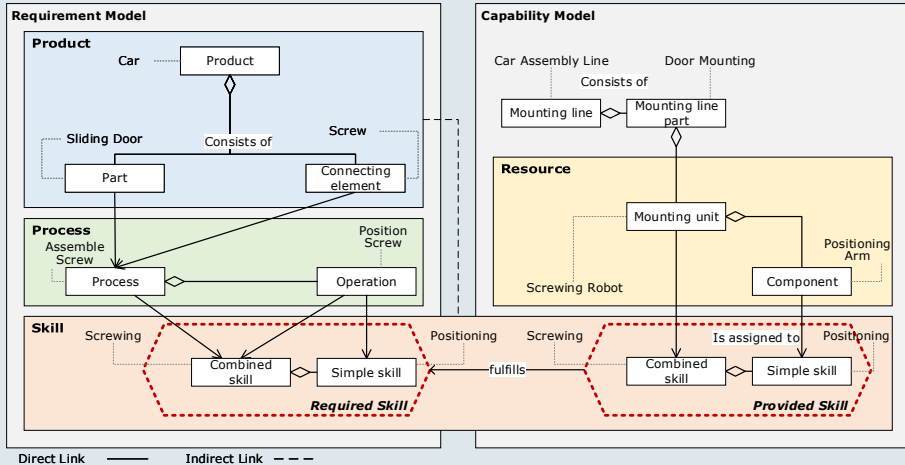 Requirement Model
Product
Car
Product
Consists of
Sliding Door
Screw
Part
Connecting
element
Process
Assemble
Screw
Position
Screw
Process
Operation
Capability Model
Car Assembly Line
Door Mounting
Consists of
Mounting line
Mounting line
part
Resource
Mounting unit
Positioning
Arm
Screwing Robot
Component
Skill
Screwing
Positioning
Combined
skill
Simple skill
Required Skill
fulfills
Screwing
Is assigned to
Positioning
Combined
skill
Simple skill
Provided Skill
Direct Link
Indirect Link